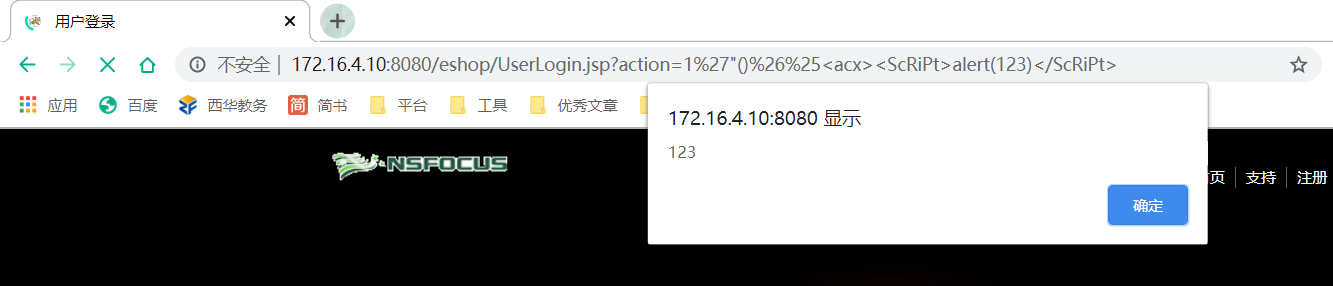 用户登录
不安全 | 172.16.4.10:8080/eshop/UserLogin.jsp?action=1%27"()%26%25<acx><ScRiPt>alert(123)</ScRiPt>
应用 百度 西华教务 简 简书 平台 工具 优秀文章
172.16.4.10:8080 显示
123
确定
NSFOCUS
页 | 支持 | 注册